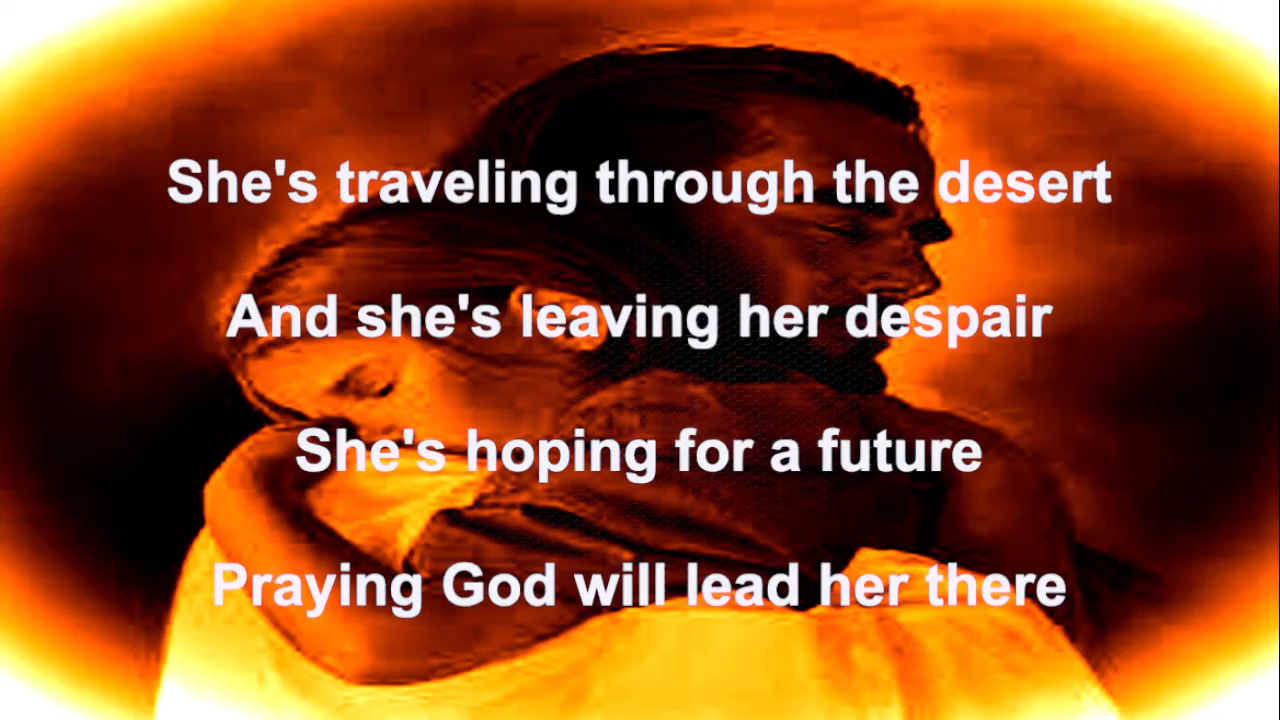 She's traveling through the desert
And she's leaving her despair
She's hoping for a future
Praying God will lead her there